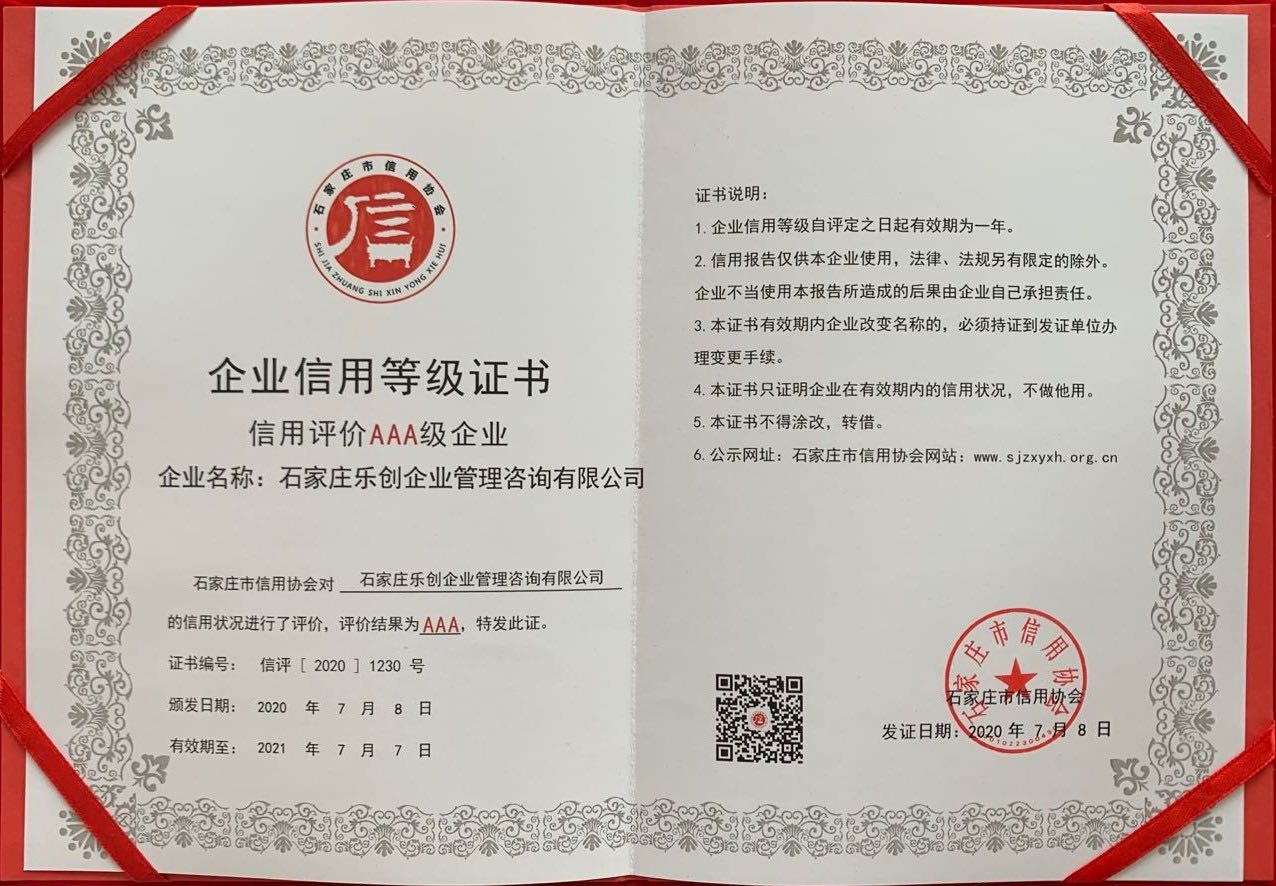 石家庄市信用协会
SHI JIA ZHUANG SHI XIN YONG XIE HUI
信
企业信用等级证书
信用评价AAA级企业
企业名称：石家庄乐创企业管理咨询有限公司
石家庄市信用协会对 石家庄乐创企业管理咨询有限公司
的信用状况进行了评价，评价结果为AAA，特发此证。
证书编号： 信评［2020］1230 号
颁发日期： 2020 年 7 月 8 日
有效期至： 2021 年 7 月 7 日
证书说明：
1.企业信用等级自评定之日起有效期为一年。
2.信用报告仅供本企业使用，法律、法规另有限定的除外。
企业不当使用本报告所造成的后果由企业自己承担责任。
3.本证书有效期内企业改变名称的，必须持证到发证单位办
理变更手续。
4.本证书只证明企业在有效期内的信用状况，不做他用。
5.本证书不得涂改，转借。
6.公示网址：石家庄市信用协会网站：www.sjzxyxh.org.cn
石家庄市信用协会
石家庄市信用协会
发证日期：2020 年 7 月 8 日